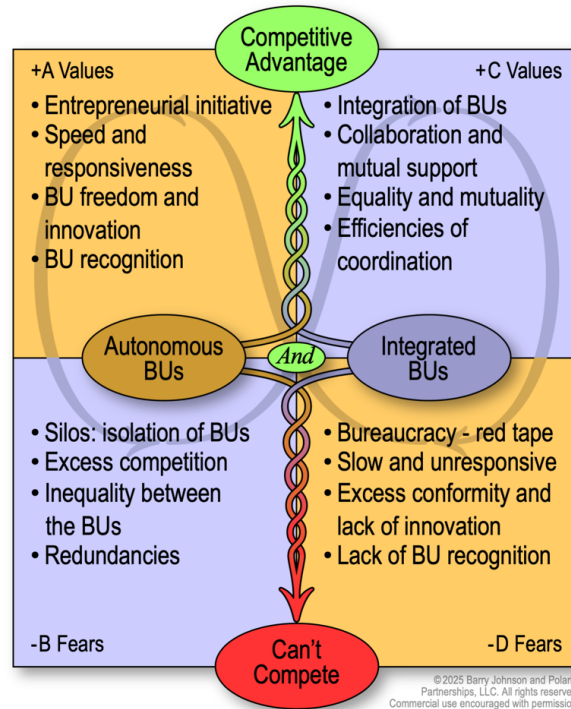 Competitive
Advantage
+A Values
• Entrepreneurial initiative
• Speed and
responsiveness
• BU freedom and
innovation
• BU recognition
+C Values
• Integration of BUs
• Collaboration and
mutual support
• Equality and mutuality
• Efficiencies of
coordination
Autonomous
BUs
And
Integrated
BUs
• Silos: isolation of BUs
• Excess competition
• Inequality between
the BUs
• Redundancies
-B Fears
• Bureaucracy - red tape
• Slow and unresponsive
• Excess conformity and
lack of innovation
• Lack of BU recognition
-D Fears
Can't
Compete
©2025 Barry Johnson and
Partnerships, LLC. All rights
Commercial use encouraged with